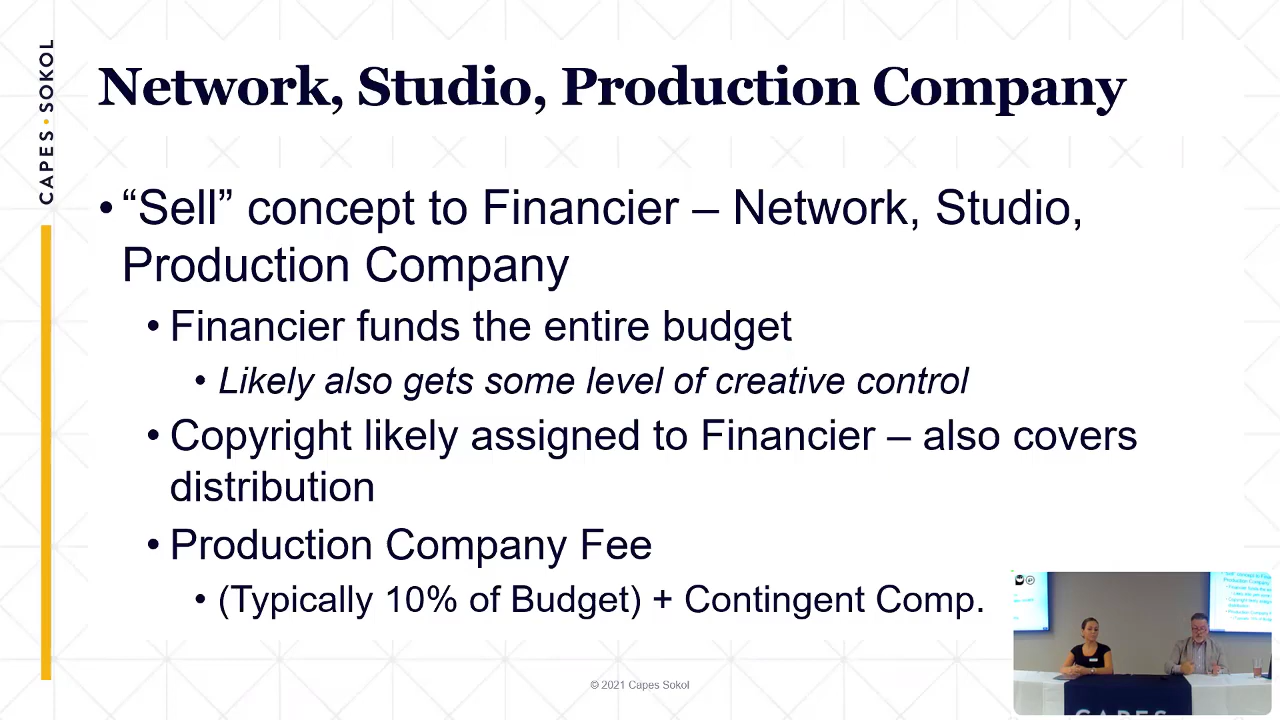 CAPES • SOKOL
Network, Studio, Production Company
• “Sell” concept to Financier – Network, Studio,
Production Company
• Financier funds the entire budget
• Likely also gets some level of creative control
• Copyright likely assigned to Financier – also covers
distribution
• Production Company Fee
• (Typically 10% of Budget) + Contingent Comp.
© 2021 Capes Sokol
CAPES